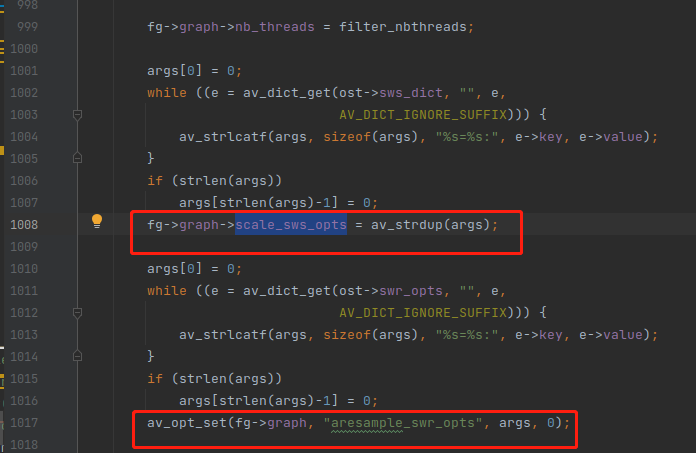 998
999 fg->graph->nb_threads = filter_nbthreads;
1000
1001 args[0] = 0;
1002 while ((e = av_dict_get(ost->sws_dict, "", e,
1003 AV_DICT_IGNORE_SUFFIX))) {
1004 av_strlcatf(args, sizeof(args), "%s=%s:", e->key, e->value);
1005 }
1006 if (strlen(args))
1007 args[strlen(args)-1] = 0;
1008 fg->graph->scale_sws_opts = av_strdup(args);
1009
1010 args[0] = 0;
1011 while ((e = av_dict_get(ost->swr_opts, "", e,
1012 AV_DICT_IGNORE_SUFFIX))) {
1013 av_strlcatf(args, sizeof(args), "%s=%s:", e->key, e->value);
1014 }
1015 if (strlen(args))
1016 args[strlen(args)-1] = 0;
1017 av_opt_set(fg->graph, "aresample_swr_opts", args, 0);
1018